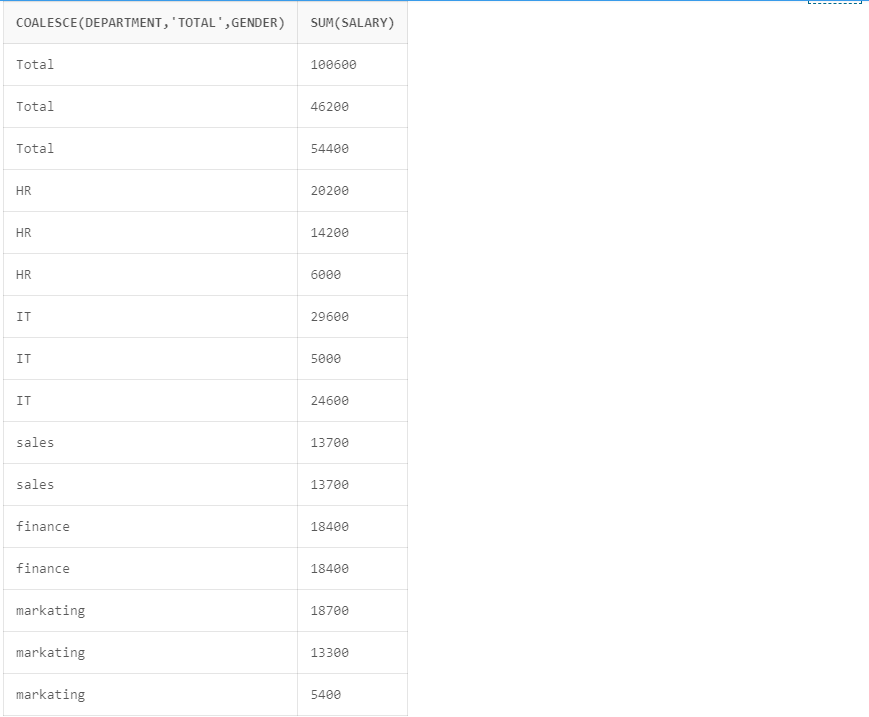 COALESCE(DEPARTMENT,'TOTAL',GENDER) SUM(SALARY)
Total 100600
Total 46200
Total 54400
HR 20200
HR 14200
HR 6000
IT 29600
IT 5000
IT 24600
sales 13700
sales 13700
finance 18400
finance 18400
markating 18700
markating 13300
markating 5400